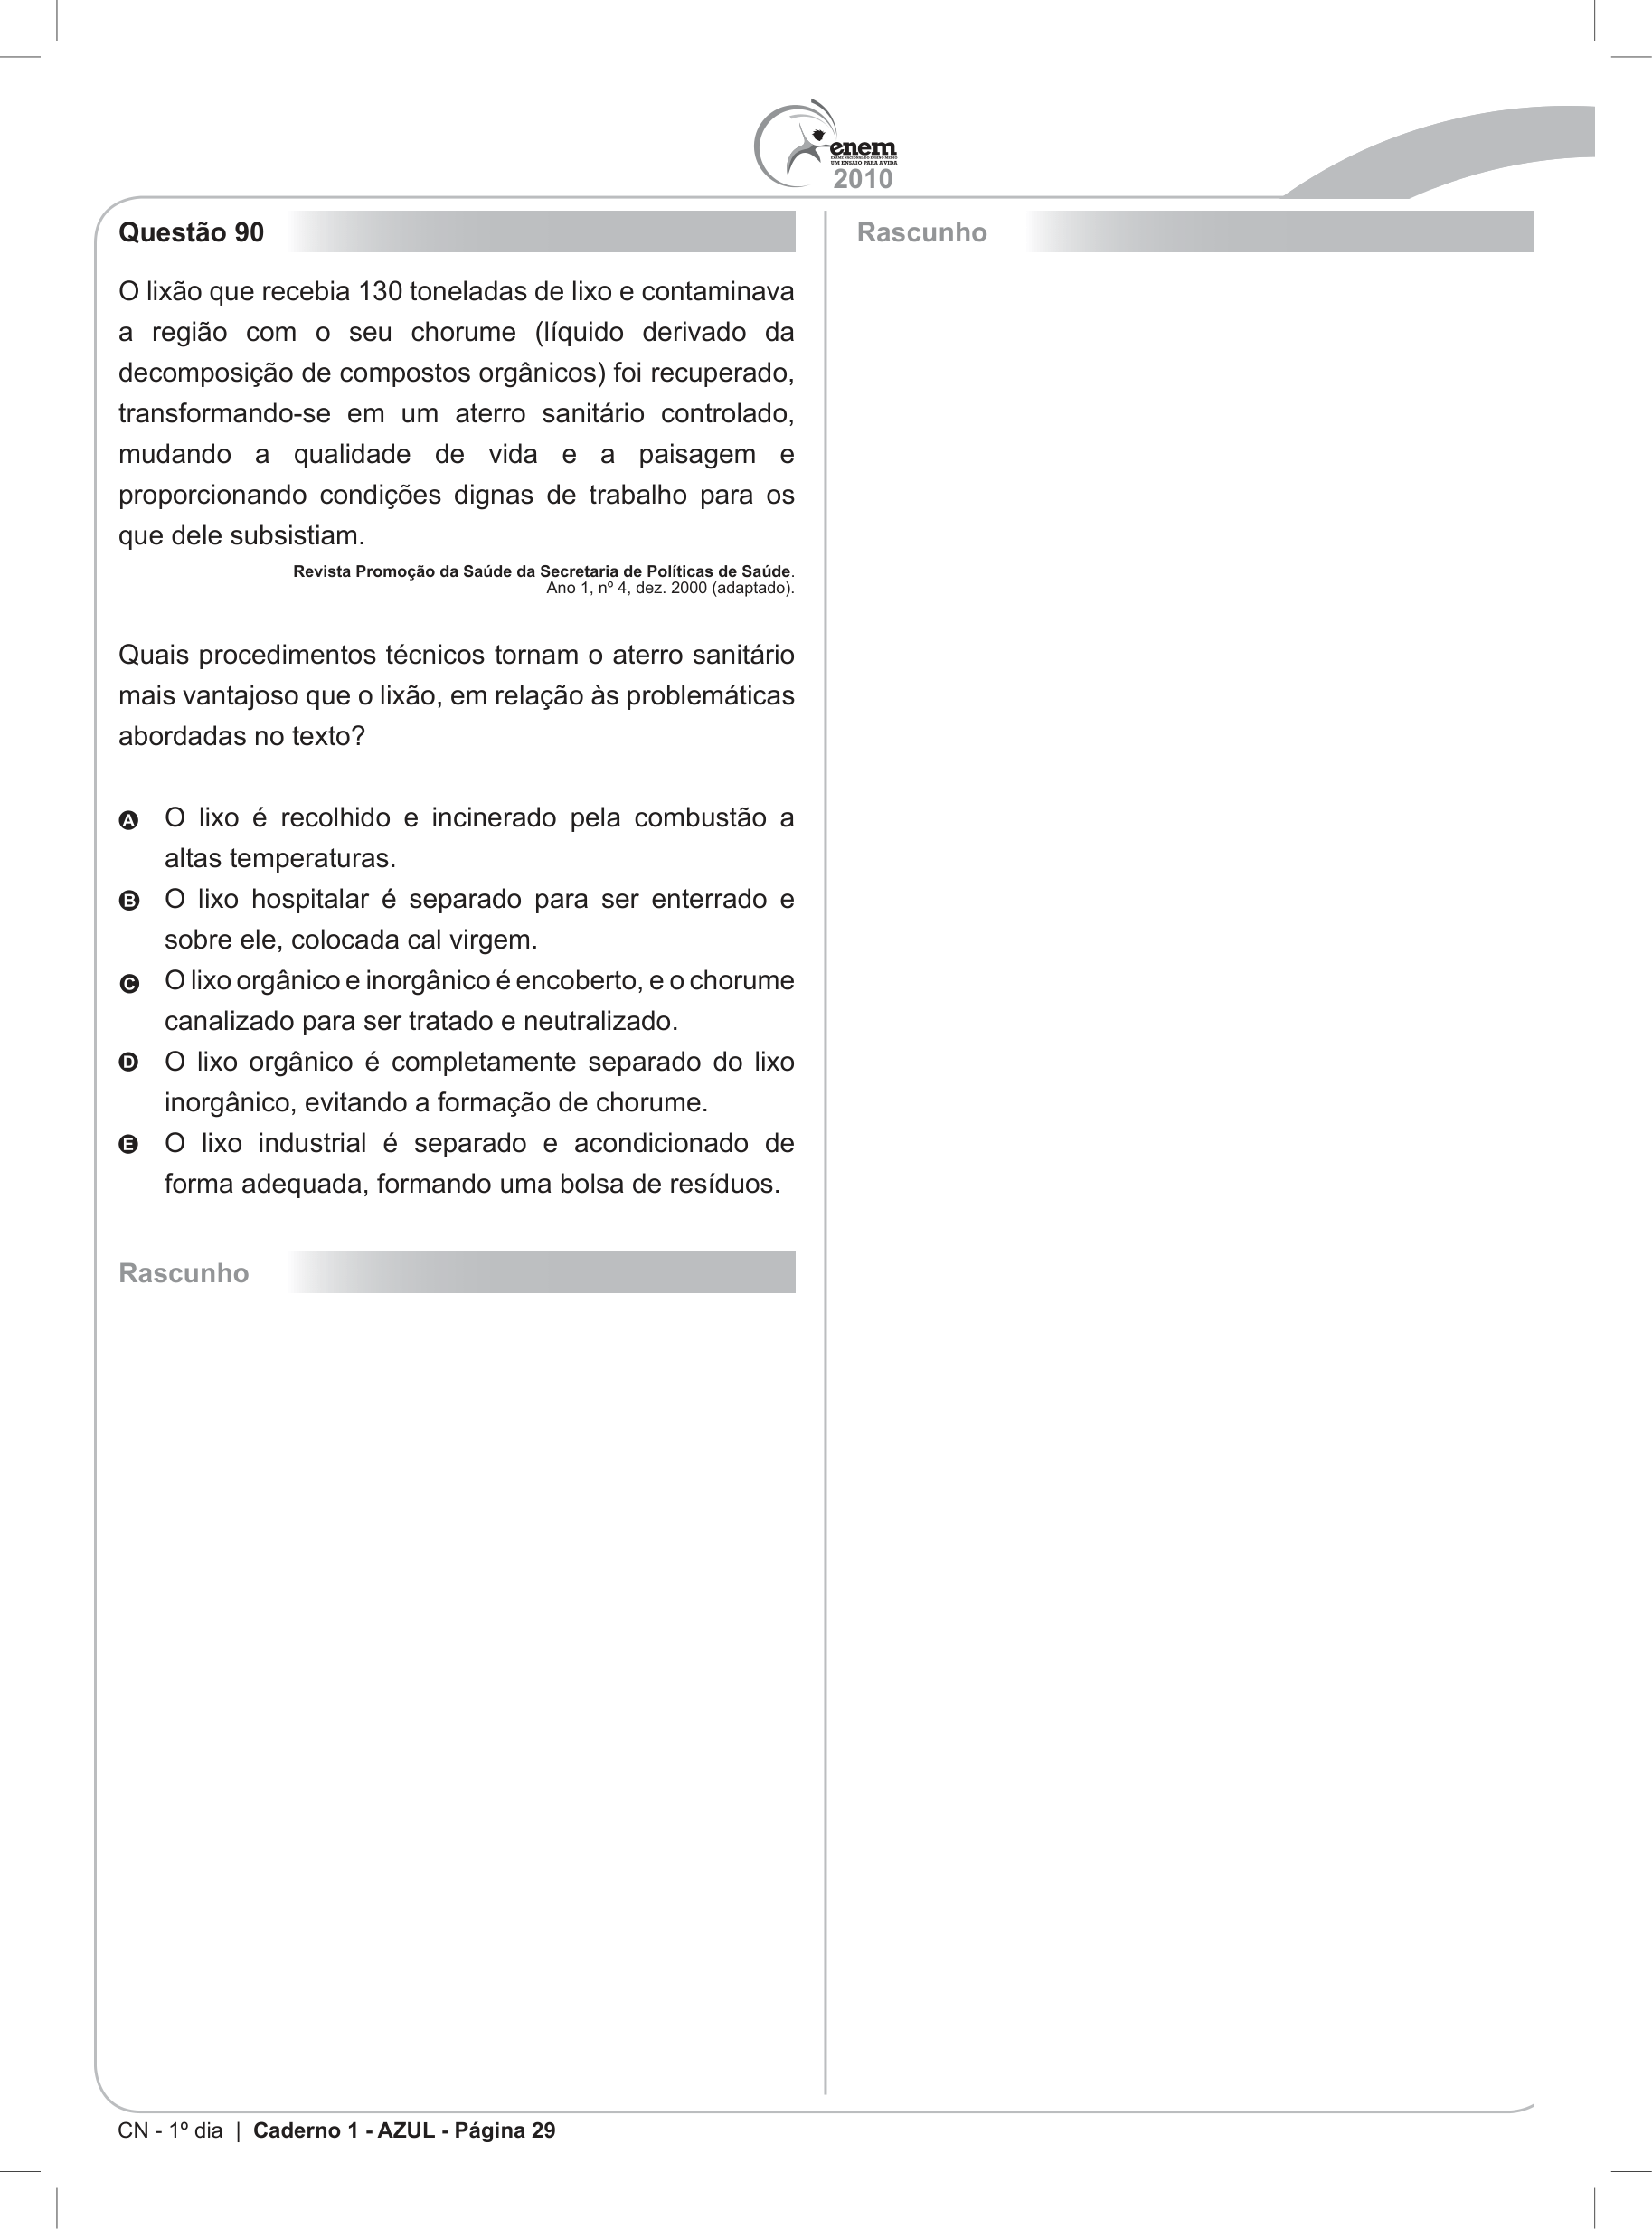 enem
EXAME NACIONAL DO ENSINO MÉDIO
UM ENSAIO PARA A VIDA
2010
Questão 90
O lixão que recebia 130 toneladas de lixo e contaminava
a região com o seu chorume (líquido derivado da
decomposição de compostos orgânicos) foi recuperado,
transformando-se em um aterro sanitário controlado,
mudando a qualidade de vida e a paisagem e
proporcionando condições dignas de trabalho para os
que dele subsistiam.
Revista Promoção da Saúde da Secretaria de Políticas de Saúde.
Ano 1, nº 4, dez. 2000 (adaptado).
Quais procedimentos técnicos tornam o aterro sanitário
mais vantajoso que o lixão, em relação às problemáticas
abordadas no texto?
A O lixo é recolhido e incinerado pela combustão a
altas temperaturas.
B O lixo hospitalar é separado para ser enterrado e
sobre ele, colocada cal virgem.
C O lixo orgânico e inorgânico é encoberto, e o chorume
canalizado para ser tratado e neutralizado.
D O lixo orgânico é completamente separado do lixo
inorgânico, evitando a formação de chorume.
E O lixo industrial é separado e acondicionado de
forma adequada, formando uma bolsa de resíduos.
Rascunho
Rascunho
CN - 1º dia | Caderno 1 - AZUL - Página 29